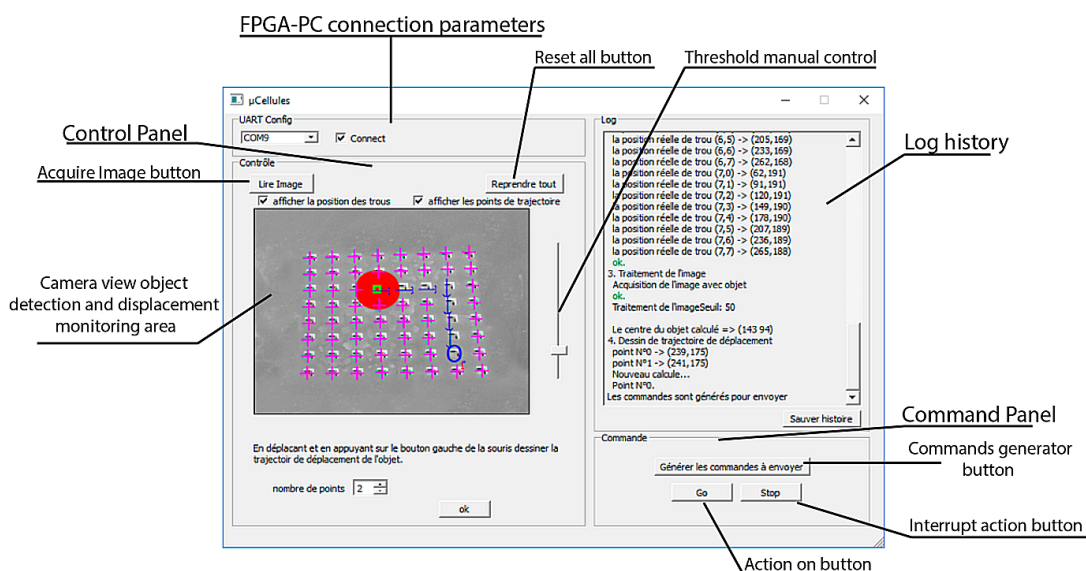 FPGA-PC connection parameters
Reset all button
Threshold manual control
Control Panel
Acquire Image button
Camera view object
detection and displacement
monitoring area
Log history
Command Panel
Commands generator
button
Interrupt action button
Action on button
µCellules
UART Config
COM9
Connect
Contrôle
Lire Image
Reprendre tout
afficher la position des trous
afficher les points de trajectoire
En déplacant et en appuyant sur le bouton gauche de la souris dessiner la
trajectoir de déplacement de l'objet.
nombre de points
2
ok
Log
la position réelle de trou (6,5) -> (205,169)
la position réelle de trou (6,6) -> (233,169)
la position réelle de trou (6,7) -> (262,168)
la position réelle de trou (7,0) -> (62,191)
la position réelle de trou (7,1) -> (91,191)
la position réelle de trou (7,2) -> (120,191)
la position réelle de trou (7,3) -> (149,190)
la position réelle de trou (7,4) -> (178,190)
la position réelle de trou (7,5) -> (207,189)
la position réelle de trou (7,6) -> (236,189)
la position réelle de trou (7,7) -> (265,188)
ok.
3. Traitement de l'image
Acquisition de l'image avec objet
ok.
Traitement de l'imageSeuil: 50
Le centre du objet calculé => (143 94)
4. Dessin de trajectoire de déplacement
point N°0 -> (239,175)
point N°1 -> (241,175)
Nouveau calcule...
Point N°0.
Les commandes sont générés pour envoyer
Sauver histoire
Commande
Générer les commandes à envoyer
Go
Stop